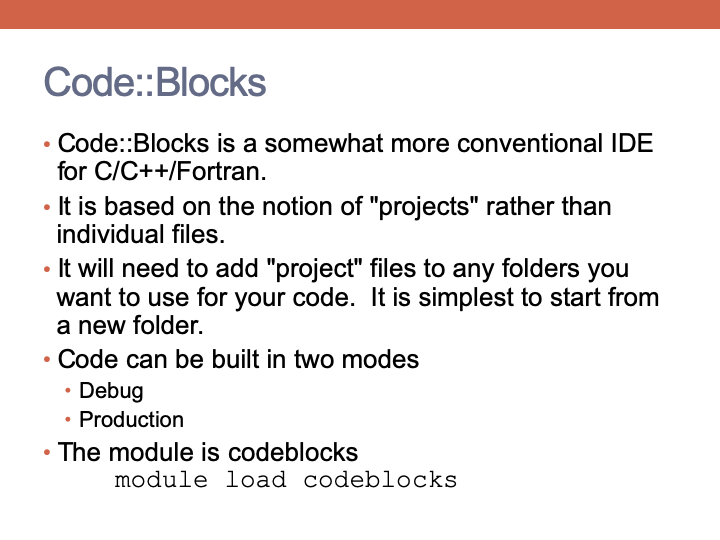 Code::Blocks
• Code::Blocks is a somewhat more conventional IDE
for C/C++/Fortran.
• It is based on the notion of "projects" rather than
individual files.
• It will need to add "project" files to any folders you
want to use for your code.  It is simplest to start from
a new folder.
• Code can be built in two modes
• Debug
• Production
• The module is codeblocks
module load codeblocks